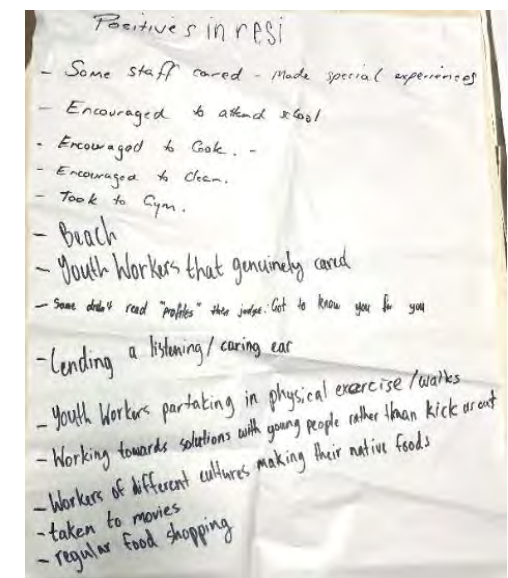 Positives in resi
- Some staff cared - Made special experiences
- Encouraged to attend school
- Encouraged to Cook. -
- Encouraged to Clean.
- Took to Gym.
- Beach
- Youth Workers that genuinely cared
- Some didn't read "profiles" then judge. Got to know you for you
- Lending a listening/caring ear
- Youth Workers partaking in physical exercise/walks
- Working towards solutions with young people rather than kick us out
- Workers of different cultures making their native foods
- taken to movies
- regular food shopping